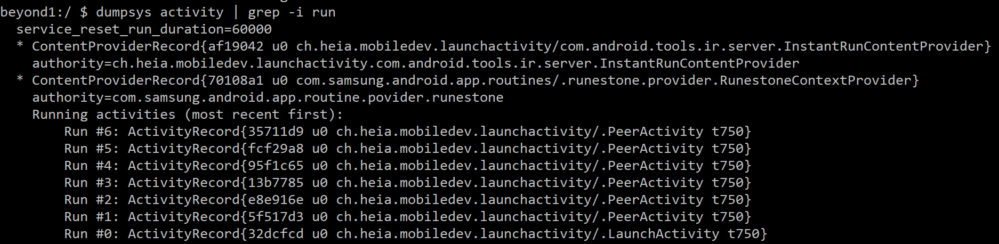 beyond1:/ $ dumpsys activity | grep -i run
service_reset_run_duration=60000
* ContentProviderRecord{af19042 u0 ch.heia.mobiledev.launchactivity/com.android.tools.ir.server.InstantRunContentProvider}
authority=ch.heia.mobiledev.launchactivity.com.android.tools.ir.server.InstantRunContentProvider
* ContentProviderRecord{70108a1 u0 com.samsung.android.app.routines/.runestone.provider.RunestoneContextProvider}
authority=com.samsung.android.app.routine.povider.runestone
Running activities (most recent first):
Run #6: ActivityRecord{35711d9 u0 ch.heia.mobiledev.launchactivity/.PeerActivity t750}
Run #5: ActivityRecord{fcf29a8 u0 ch.heia.mobiledev.launchactivity/.PeerActivity t750}
Run #4: ActivityRecord{95f1c65 u0 ch.heia.mobiledev.launchactivity/.PeerActivity t750}
Run #3: ActivityRecord{13b7785 u0 ch.heia.mobiledev.launchactivity/.PeerActivity t750}
Run #2: ActivityRecord{e8e916e u0 ch.heia.mobiledev.launchactivity/.PeerActivity t750}
Run #1: ActivityRecord{5f517d3 u0 ch.heia.mobiledev.launchactivity/.PeerActivity t750}
Run #0: ActivityRecord{32dcfcd u0 ch.heia.mobiledev.launchactivity/.LaunchActivity t750}